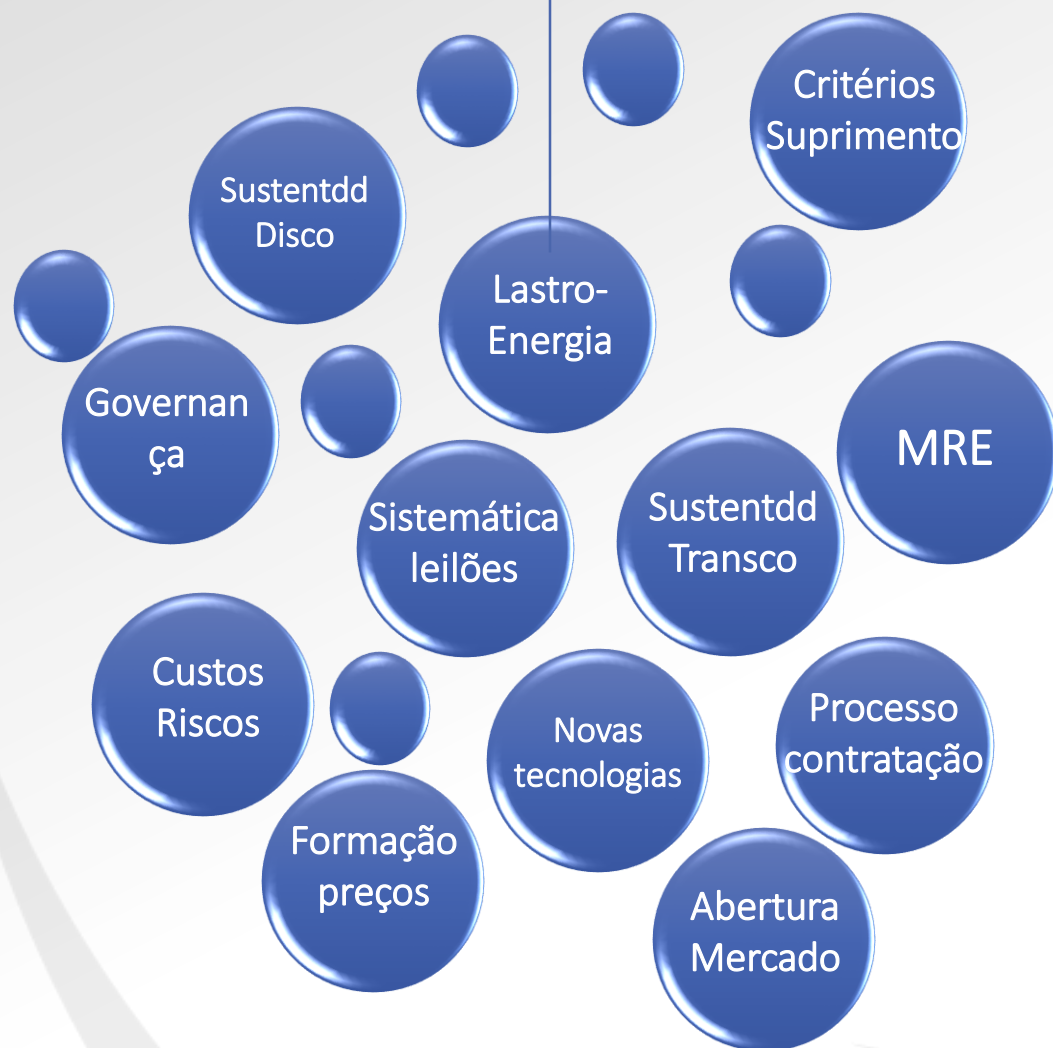 Critérios
Suprimento
Sustentdd
Disco
Lastro-
Energia
Governan
ça
MRE
Sistemática
leilões
Sustentdd
Transco
Custos
Riscos
Novas
tecnologias
Processo
contratação
Formação
preços
Abertura
Mercado